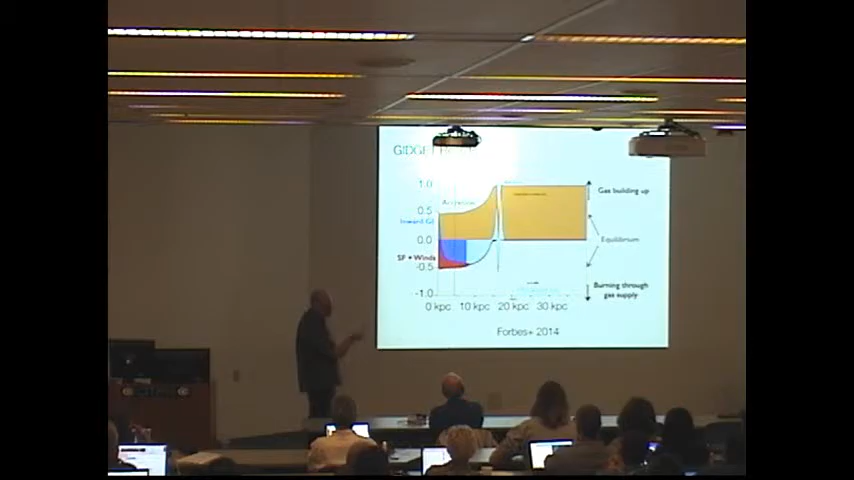 GIDGET
1.0
Accretion
Gas building up
0.5
Inward GI
0.0
Equilibrium
SF + Winds
-0.5
Burning through
gas supply
-1.0
0 kpc 10 kpc 20 kpc 30 kpc
Forbes+ 2014